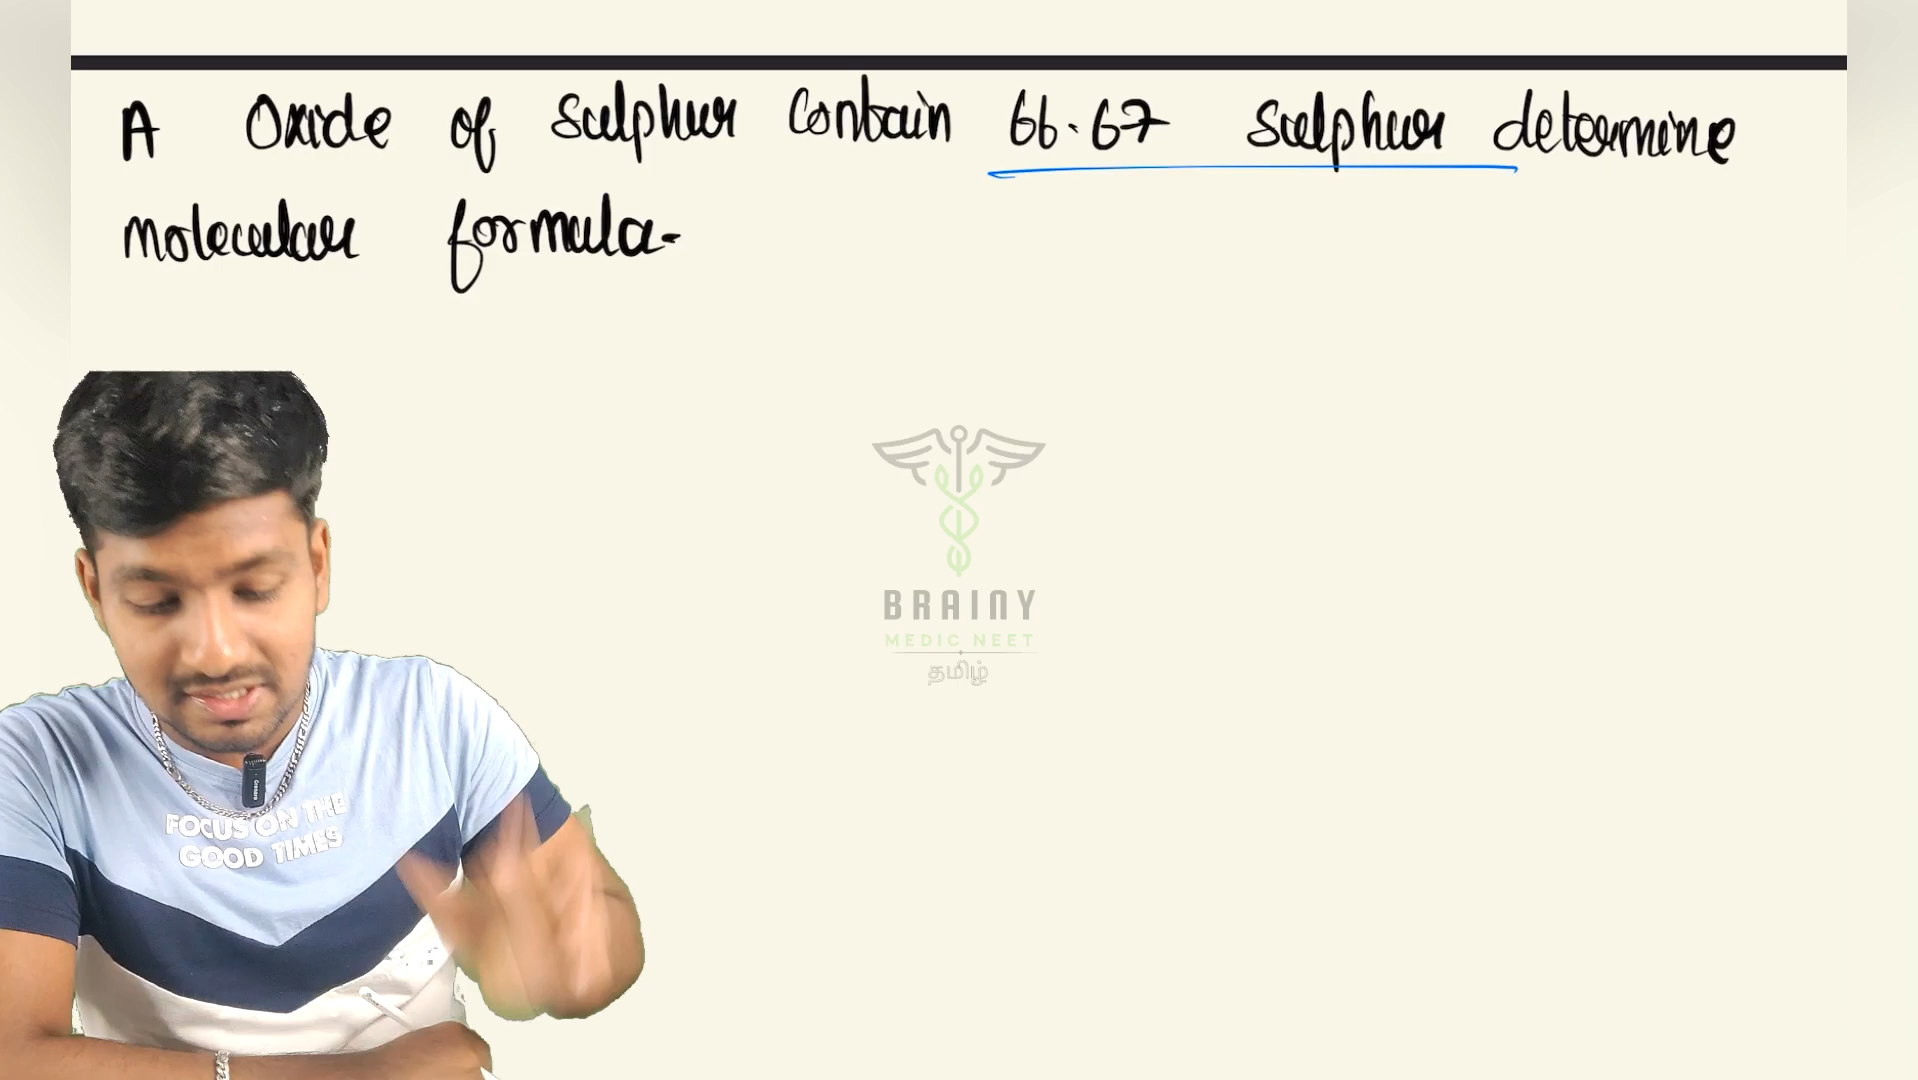 A Oxide of Sulphur Contain 66.67 Sulphur determine
molecular formula.
BRAINY
MEDIC NEET
தமிழ்
FOCUS ON THE
GOOD TIMES